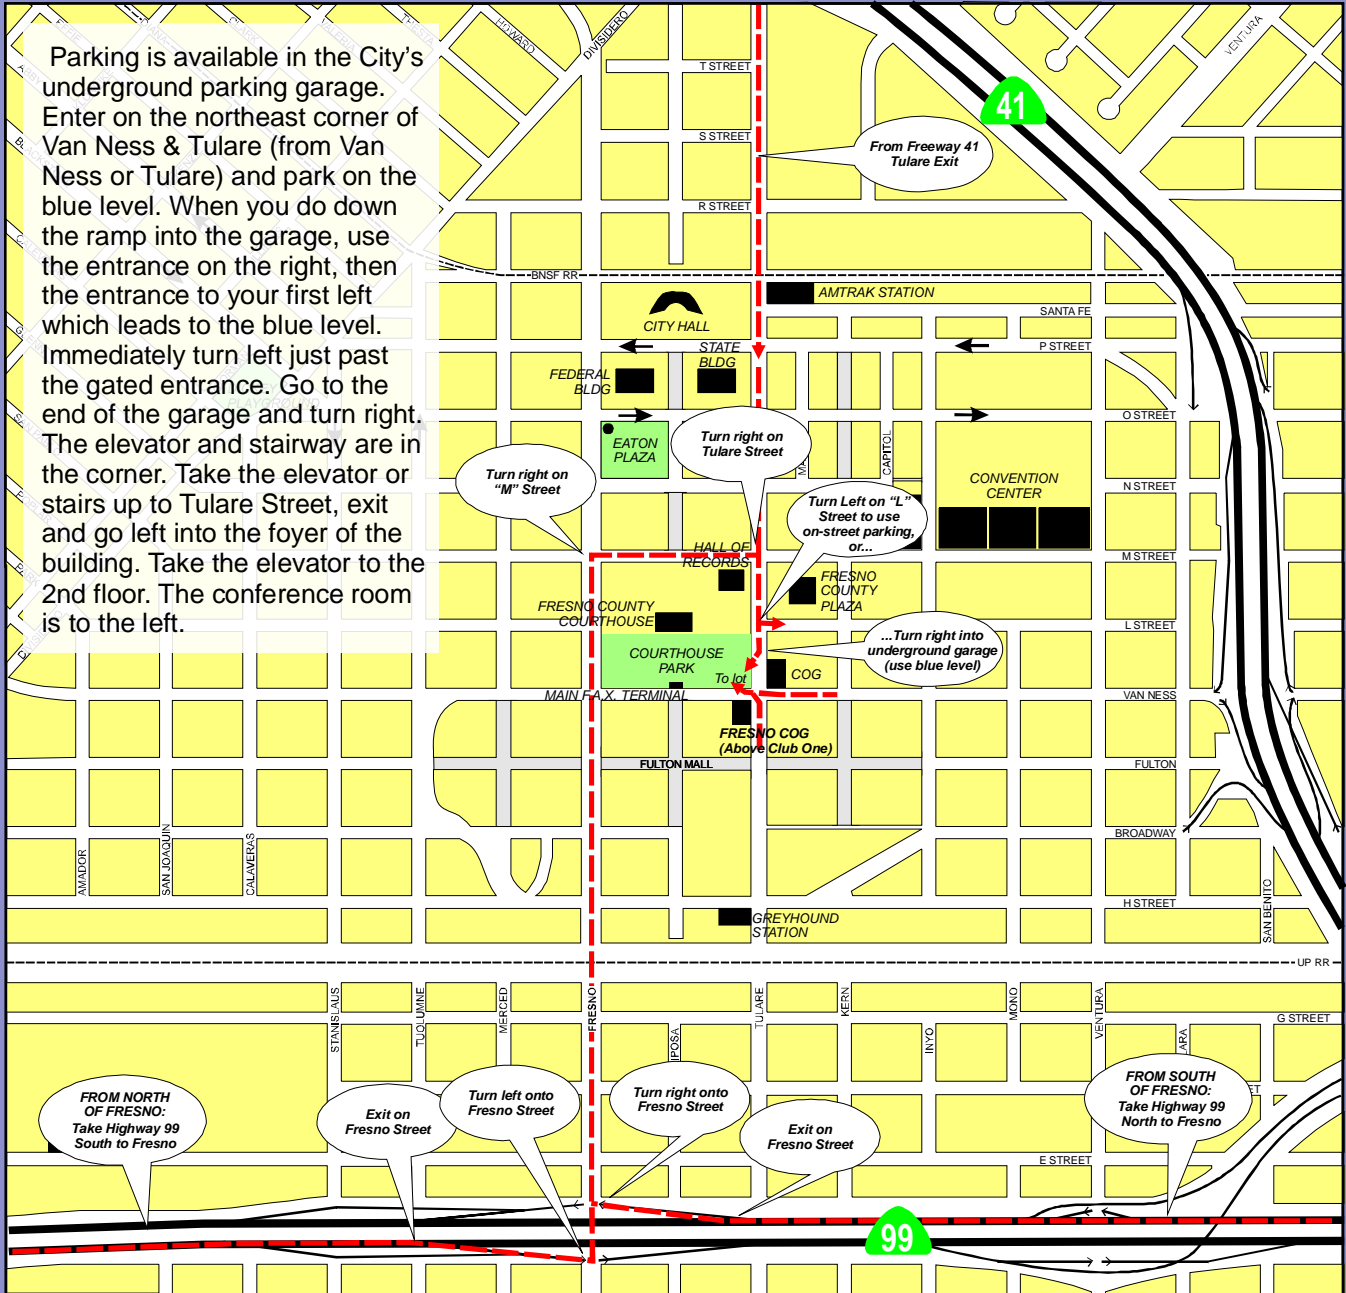 Parking is available in the City's
underground parking garage.
Enter on the northeast corner of
Van Ness & Tulare (from Van
Ness or Tulare) and park on the
blue level. When you do down
the ramp into the garage, use
the entrance on the right, then
the entrance to your first left
which leads to the blue level.
Immediately turn left just past
the gated entrance. Go to the
end of the garage and turn right.
The elevator and stairway are in
the corner. Take the elevator or
stairs up to Tulare Street, exit
and go left into the foyer of the
building. Take the elevator to the
2nd floor. The conference room
is to the left.
HOWARD
DIVISIDERO
VENTURA
T STREET
41
S STREET
From Freeway 41
Tulare Exit
R STREET
BNSF RR
AMTRAK STATION
SANTA FE
CITY HALL
P STREET
STATE
BLDG
FEDERAL
BLDG
O STREET
EATON
PLAZA
Turn right on
Tulare Street
CAPITOL
Turn right on
“M” Street
CONVENTION
CENTER
N STREET
Turn Left on “L”
Street to use
on-street parking,
or...
HALL OF
RECORDS
M STREET
FRESNO
COUNTY
PLAZA
FRESNO COUNTY
COURTHOUSE
L STREET
...Turn right into
underground garage
(use blue level)
COURTHOUSE
PARK
To lot
COG
MAIN F.A.X. TERMINAL
VAN NESS
FRESNO COG
(Above Club One)
FULTON MALL
FULTON
BROADWAY
AMADOR
SAN JOAQUIN
CALAVERAS
H STREET
SAN BENITO
GREYHOUND
STATION
UP RR
STANISLAUS
TUOLUMNE
MERCED
FRESNO
IPOSA
TULARE
KERN
INYO
MONO
VENTURA
ARA
G STREET
FROM NORTH
OF FRESNO:
Take Highway 99
South to Fresno
Exit on
Fresno Street
Turn left onto
Fresno Street
Turn right onto
Fresno Street
Exit on
Fresno Street
FROM SOUTH
OF FRESNO:
Take Highway 99
North to Fresno
ET
E STREET
99